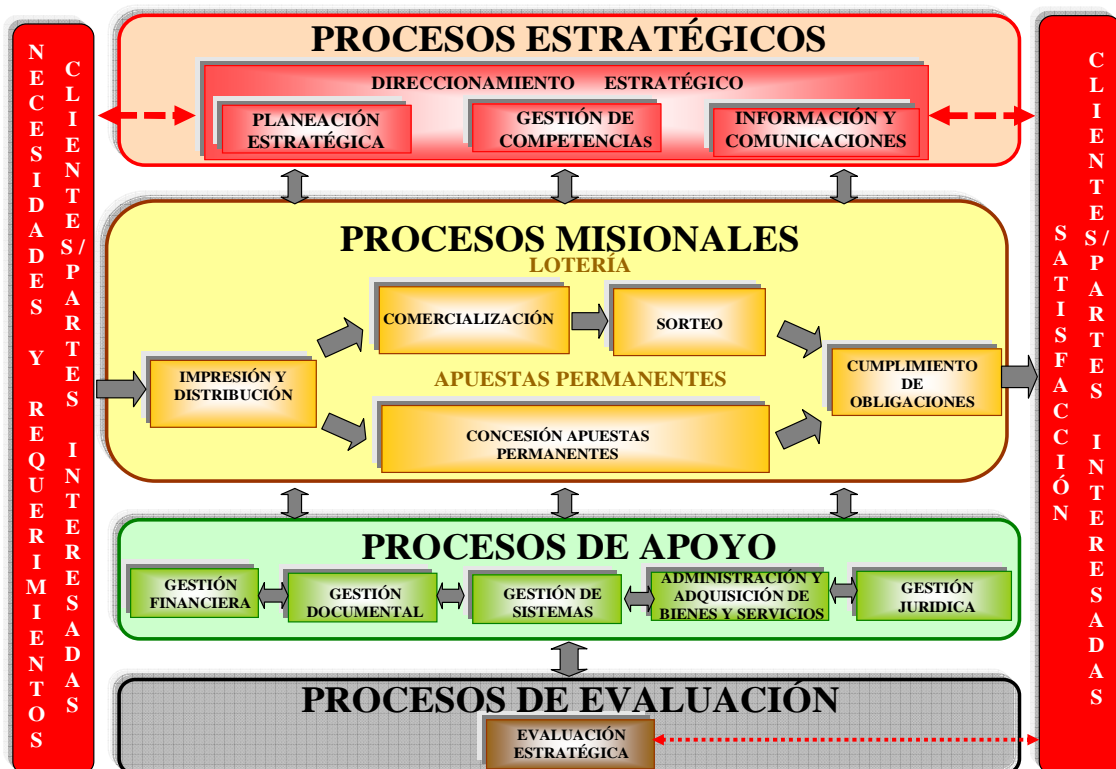 NECESIDADES Y REQUERIMIENTOS
CLIENTES/PARTES INTERESADAS
PROCESOS ESTRATÉGICOS
DIRECCIONAMIENTO ESTRATÉGICO
PLANEACIÓN
ESTRATÉGICA
GESTIÓN DE
COMPETENCIAs
INFORMACIÓN Y
COMUNICACIONES
PROCESOS MISIONALES
LOTERÍA
COMERCIALIZACIÓN
SORTEO
IMPRESIÓN Y
DISTRIBUCIÓN
APUESTAS PERMANENTES
CONCESIÓN APUESTAS
PERMANENTES
CUMPLIMIENTO
DE
OBLIGACIONES
PROCESOS DE APOYO
GESTIÓN
FINANCIERA
GESTIÓN
DOCUMENTAL
GESTIÓN DE
SISTEMAS
ADMINISTRACIÓN Y
ADQUISICIÓN DE
BIENES Y SERVICIOS
GESTIÓN
JURIDICA
PROCESOS DE EVALUACIÓN
EVALUACIÓN
ESTRATÉGICA
SATISFACCIÓN
CLIENTES/PARTES INTERESADAS